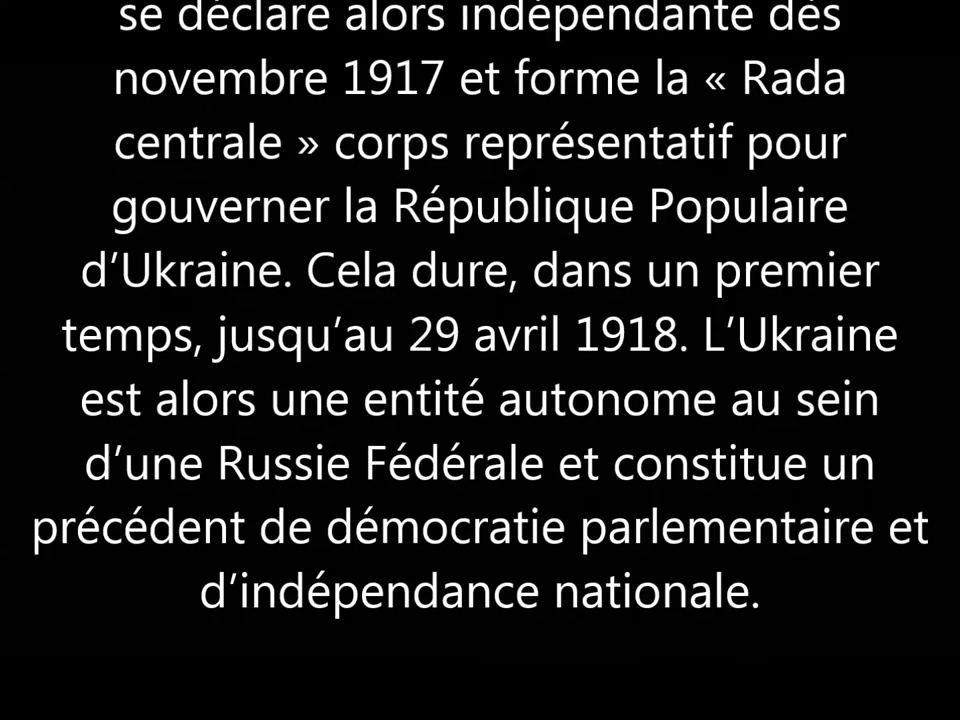 se déclare alors indépendante dès
novembre 1917 et forme la « Rada
centrale » corps représentatif pour
gouverner la République Populaire
d’Ukraine. Cela dure, dans un premier
temps, jusqu’au 29 avril 1918. L’Ukraine
est alors une entité autonome au sein
d’une Russie Fédérale et constitue un
précédent de démocratie parlementaire et
d’indépendance nationale.